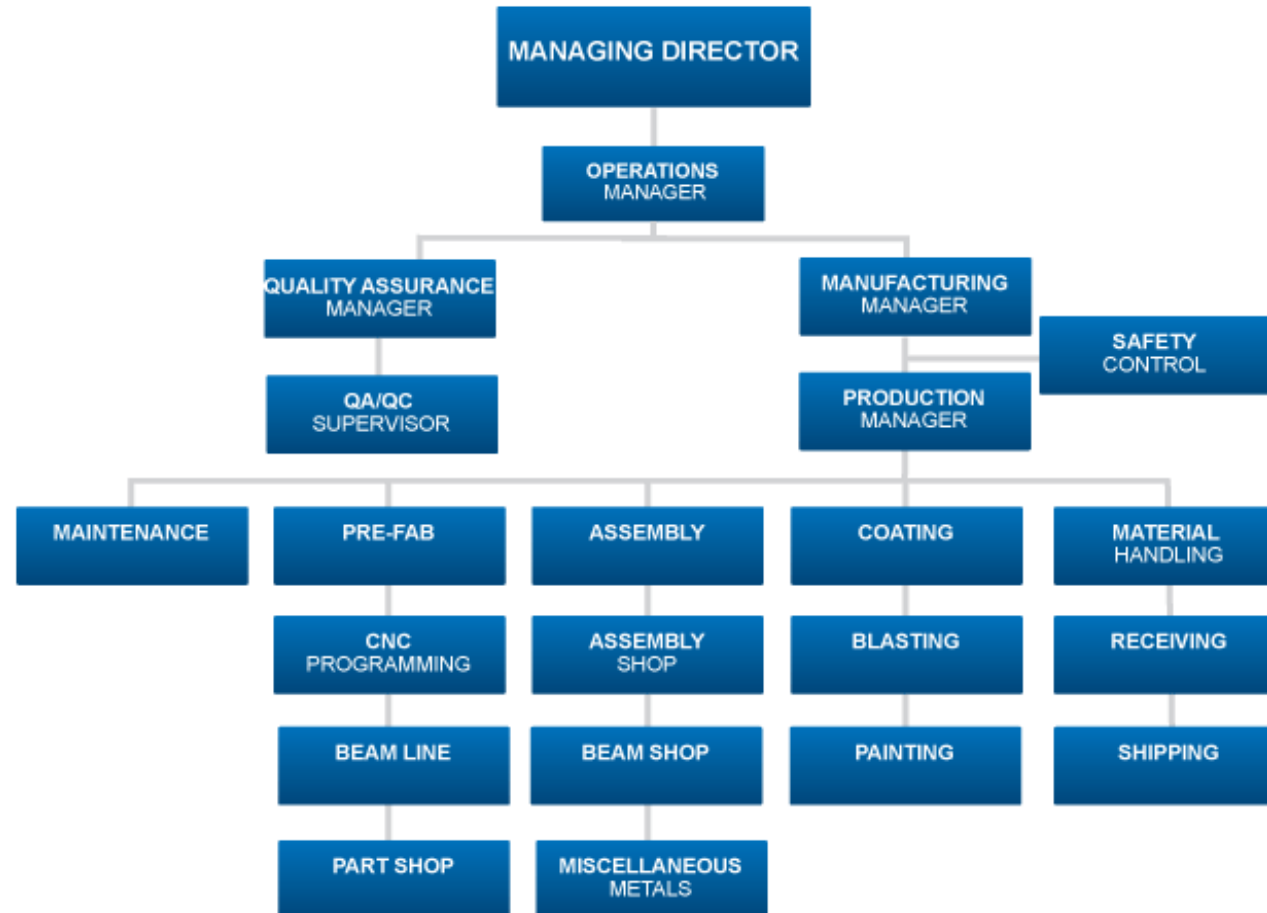 MANAGING DIRECTOR
OPERATIONS
MANAGER
QUALITY ASSURANCE
MANAGER
MANUFACTURING
MANAGER
SAFETY
CONTROL
QA/QC
SUPERVISOR
PRODUCTION
MANAGER
MAINTENANCE
PRE-FAB
ASSEMBLY
COATING
MATERIAL
HANDLING
CNC
PROGRAMMING
ASSEMBLY
SHOP
BLASTING
RECEIVING
BEAM LINE
BEAM SHOP
PAINTING
SHIPPING
PART SHOP
MISCELLANEOUS
METALS